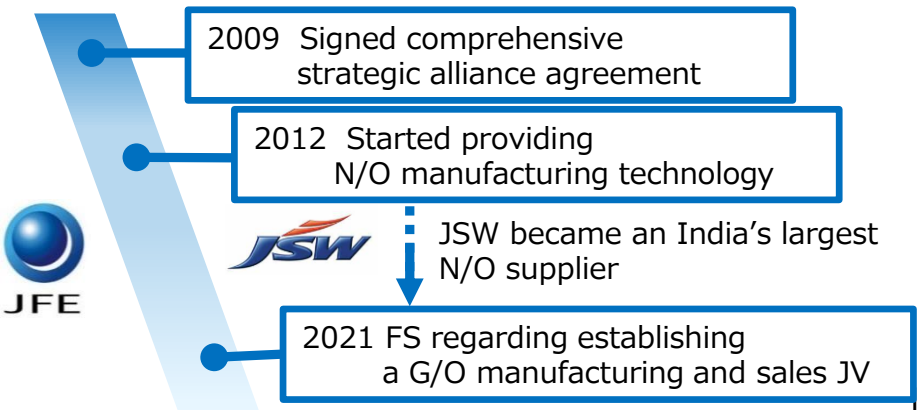 2009 Signed comprehensive
strategic alliance agreement
2012 Started providing
N/O manufacturing technology
JFE
JSW
JSW became an India’s largest
N/O supplier
2021 FS regarding establishing
a G/O manufacturing and sales JV